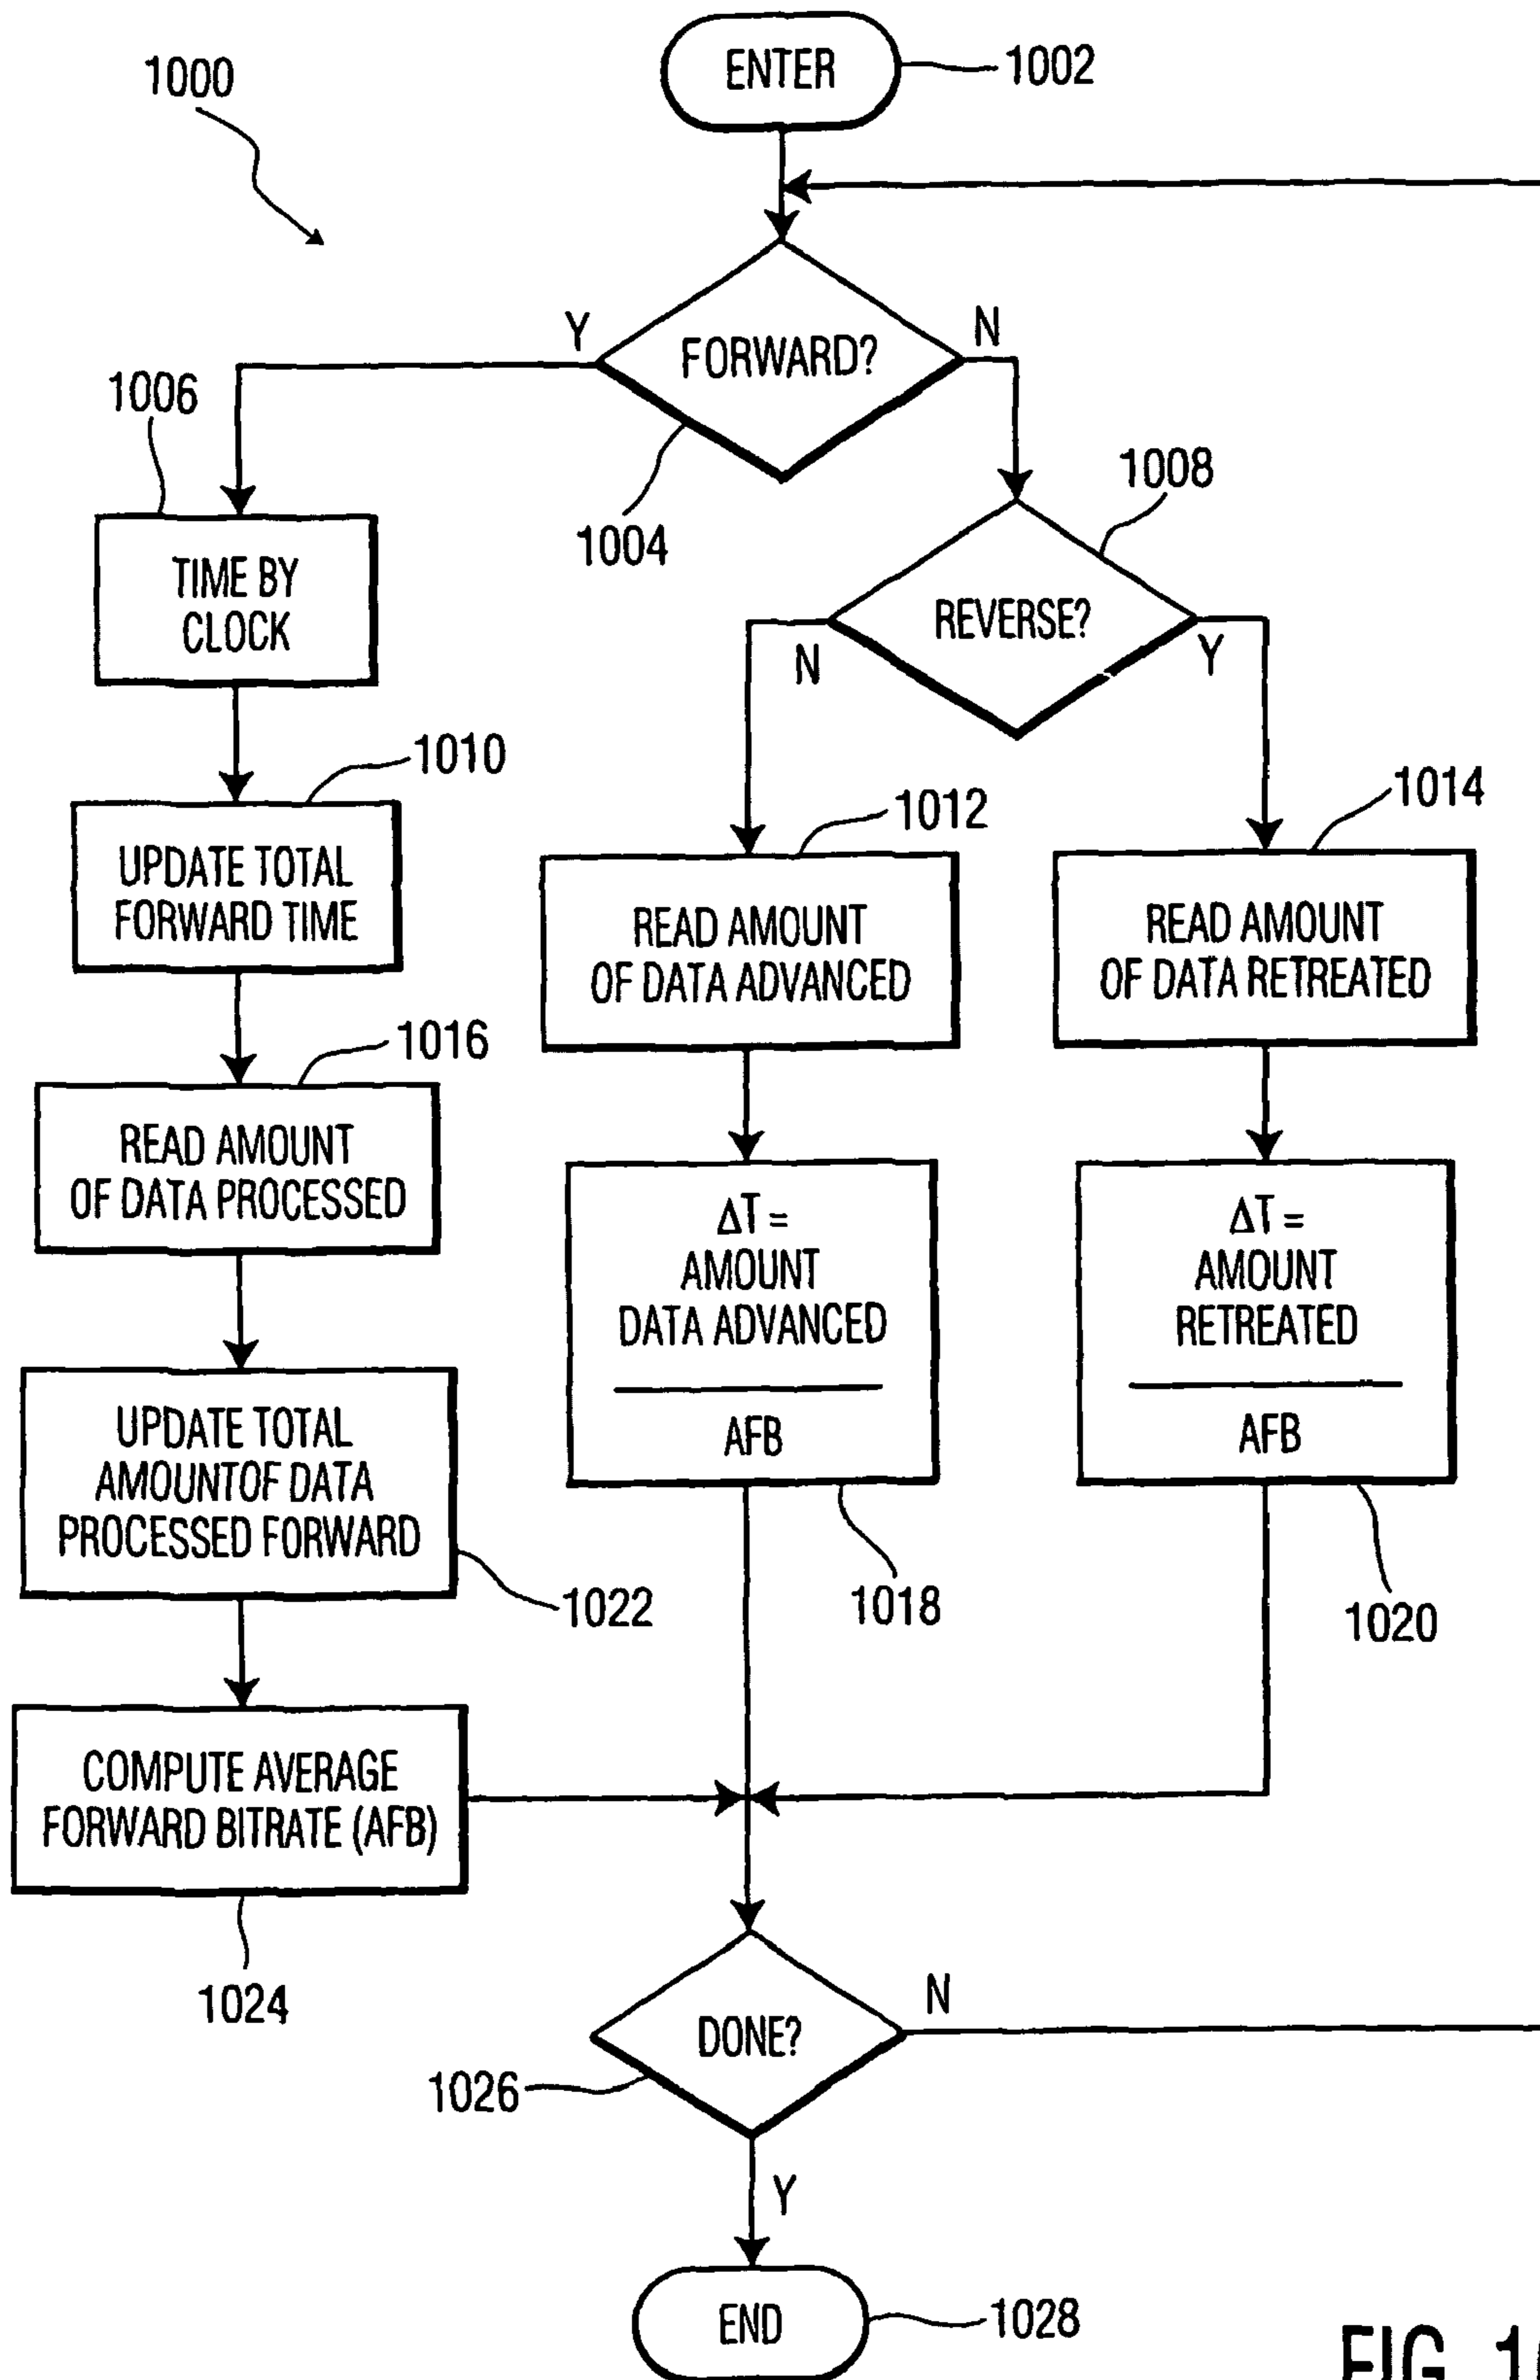 1000
ENTER
1002
FORWARD?
Y
N
1004
1006
TIME BY
CLOCK
1008
REVERSE?
N
Y
1010
UPDATE TOTAL
FORWARD TIME
1012
READ AMOUNT
OF DATA ADVANCED
1014
READ AMOUNT
OF DATA RETREATED
1016
READ AMOUNT
OF DATA PROCESSED
ΔT =
AMOUNT
DATA ADVANCED
AFB
1018
ΔT =
AMOUNT
RETREATED
AFB
1020
UPDATE TOTAL
AMOUNTOF DATA
PROCESSED FORWARD
1022
COMPUTE AVERAGE
FORWARD BITRATE (AFB)
1024
DONE?
N
1026
Y
END
1028
FIG.